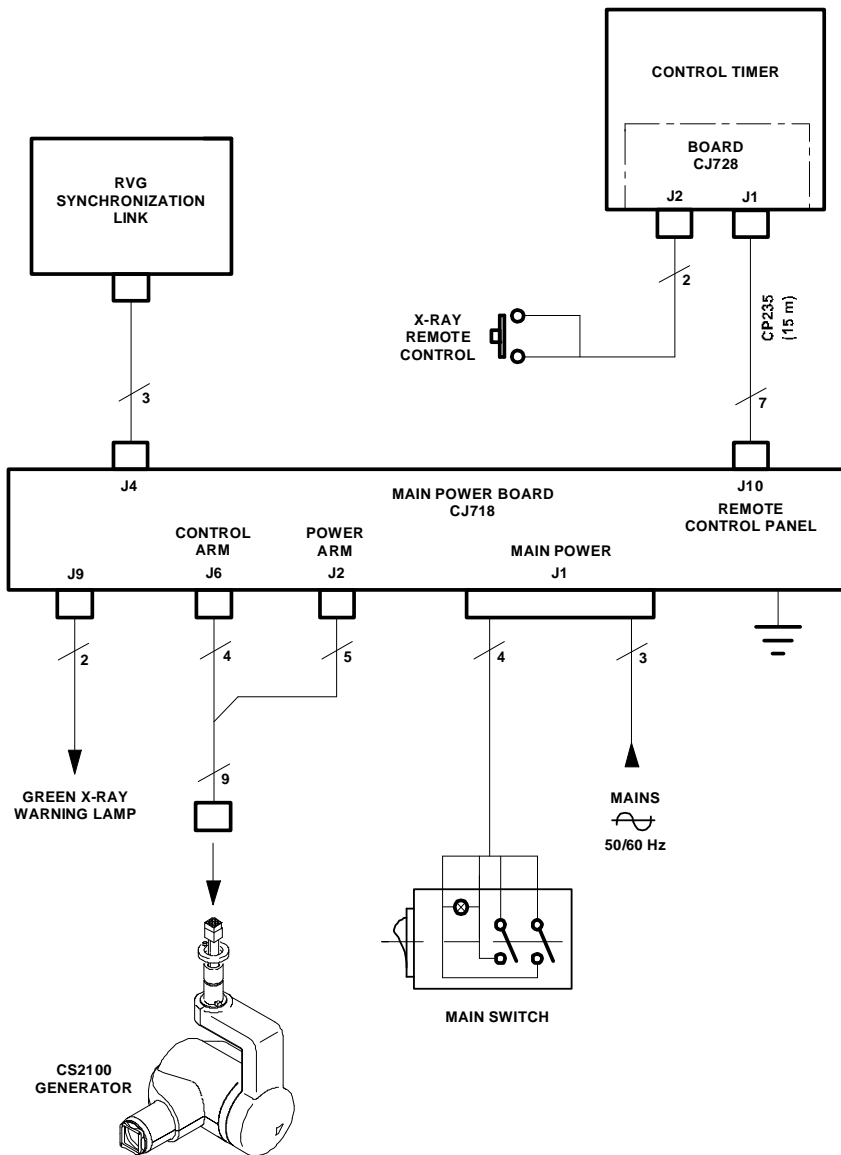 CONTROL TIMER
BOARD
CJ728
J2
J1
RVG
SYNCHRONIZATION
LINK
2
CP235
(15 m)
X-RAY
REMOTE
CONTROL
3
7
J4
MAIN POWER BOARD
CJ718
J10
REMOTE
CONTROL PANEL
CONTROL
ARM
J6
POWER
ARM
J2
MAIN POWER
J1
J9
2
4
5
4
3
9
GREEN X-RAY
WARNING LAMP
MAINS
50/60 Hz
MAIN SWITCH
CS2100
GENERATOR